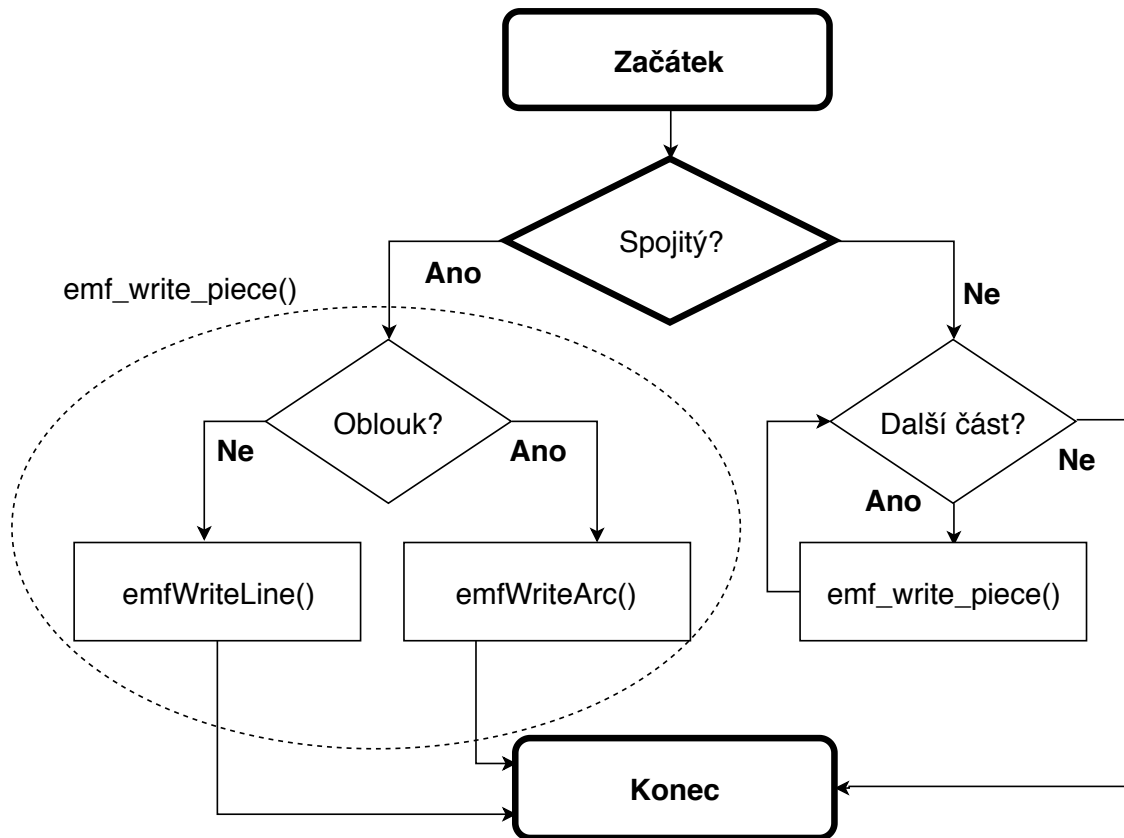 Začátek
Spojitý?
Ano
emf_write_piece()
Ne
Oblouk?
Další část?
Ne
Ano
Ne
Ano
emfWriteLine()
emfWriteArc()
emf_write_piece()
Konec